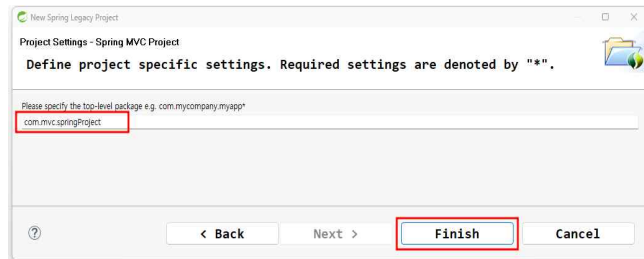 New Spring Legacy Project
Project Settings - Spring MVC Project
Define project specific settings. Required settings are denoted by "*".
Please specify the top-level package e.g. com.mycompany.myapp*
com.mvc.springProject
< Back Next > Finish Cancel